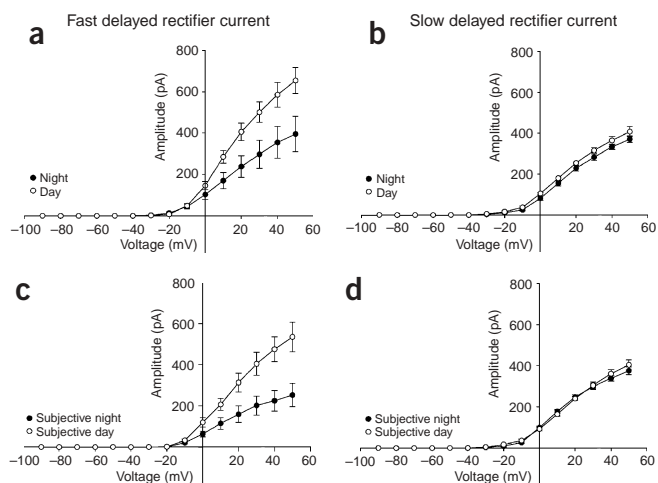 Fast delayed rectifier current
Slow delayed rectifier current
a
Amplitude (pA)
800
600
400
200
Night
Day
–100 –80 –60 –40 –20 20 40 60
Voltage (mV)
b
Amplitude (pA)
800
600
400
200
Night
Day
–100 –80 –60 –40 –20 20 40 60
Voltage (mV)
c
Amplitude (pA)
800
600
400
200
Subjective night
Subjective day
–100 –80 –60 –40 –20 20 40 60
Voltage (mV)
d
Amplitude (pA)
800
600
400
200
Subjective night
Subjective day
–100 –80 –60 –40 –20 20 40 60
Voltage (mV)